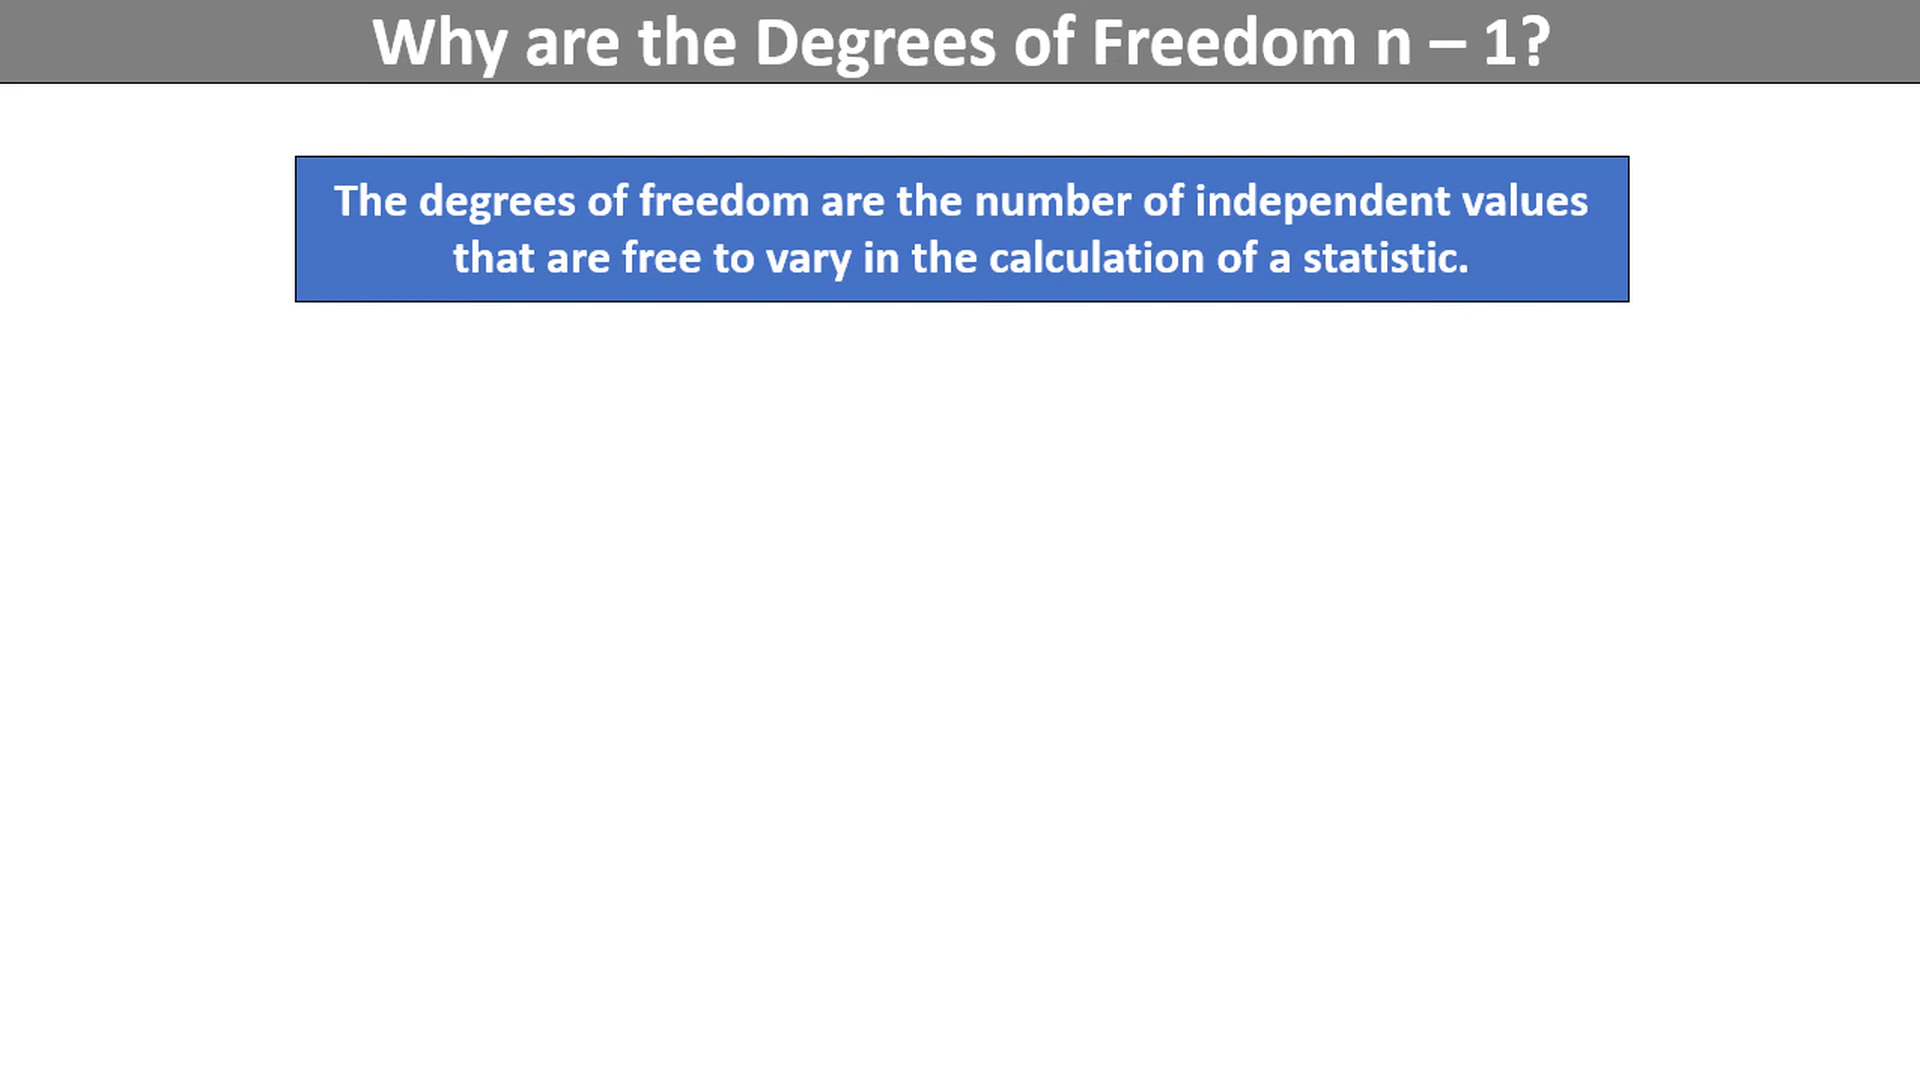 Why are the Degrees of Freedom n – 1?
The degrees of freedom are the number of independent values
that are free to vary in the calculation of a statistic.